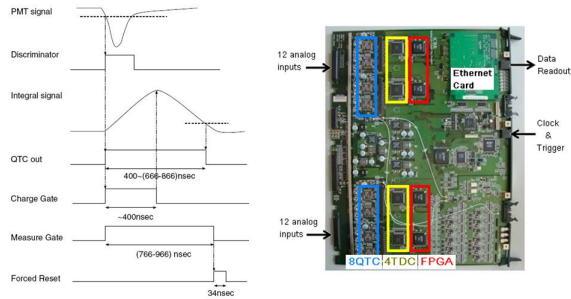 PMT signal
Discriminator
Integral signal
QTC out
400~(666-866)nsec
Charge Gate
~400nsec
Measure Gate
(766-966) nsec
Forced Reset
34nsec
12 analog
inputs
Ethernet
Card
Data
Readout
Clock
&
Trigger
12 analog
inputs
8QTC 4TDC FPGA